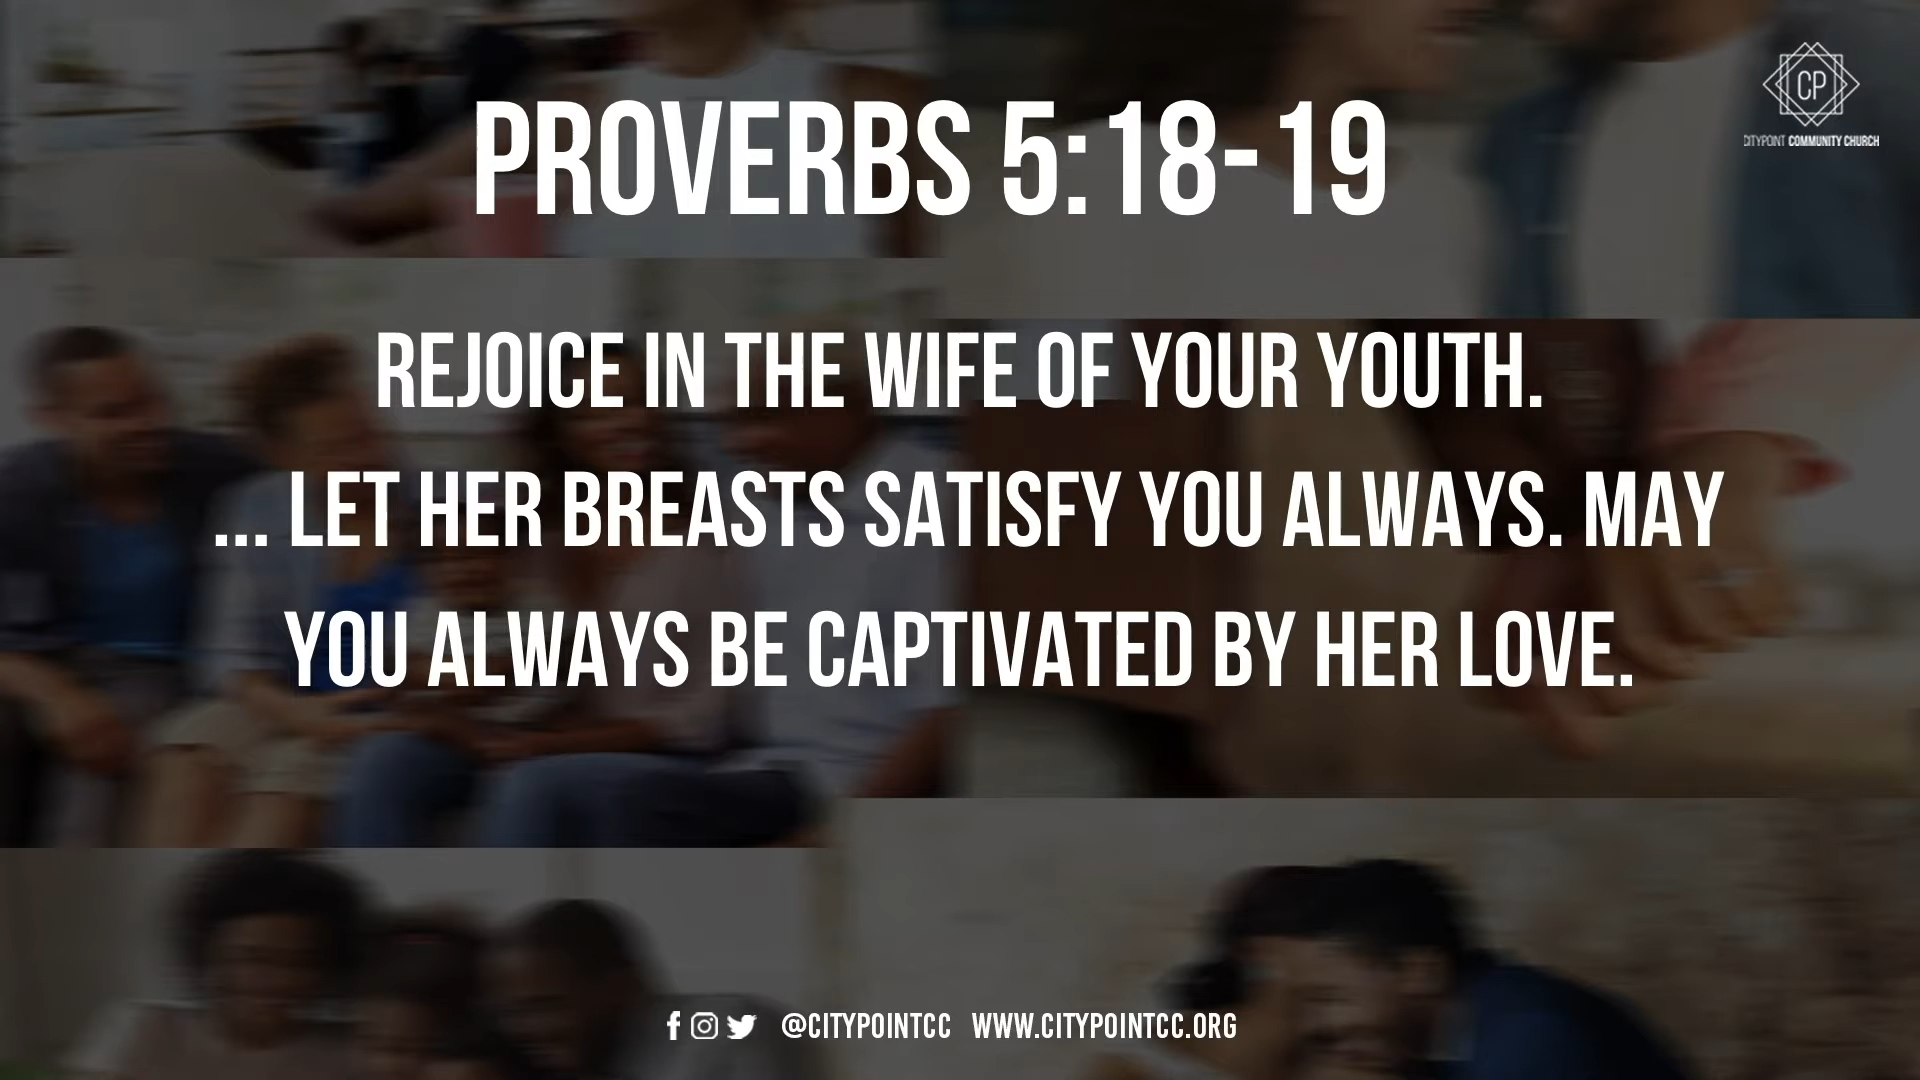 CP
CITYPOINT COMMUNITY CHURCH
PROVERBS 5:18-19
REJOICE IN THE WIFE OF YOUR YOUTH.
... LET HER BREASTS SATISFY YOU ALWAYS. MAY
YOU ALWAYS BE CAPTIVATED BY HER LOVE.
@CITYPOINTCC WWW.CITYPOINTCC.ORG